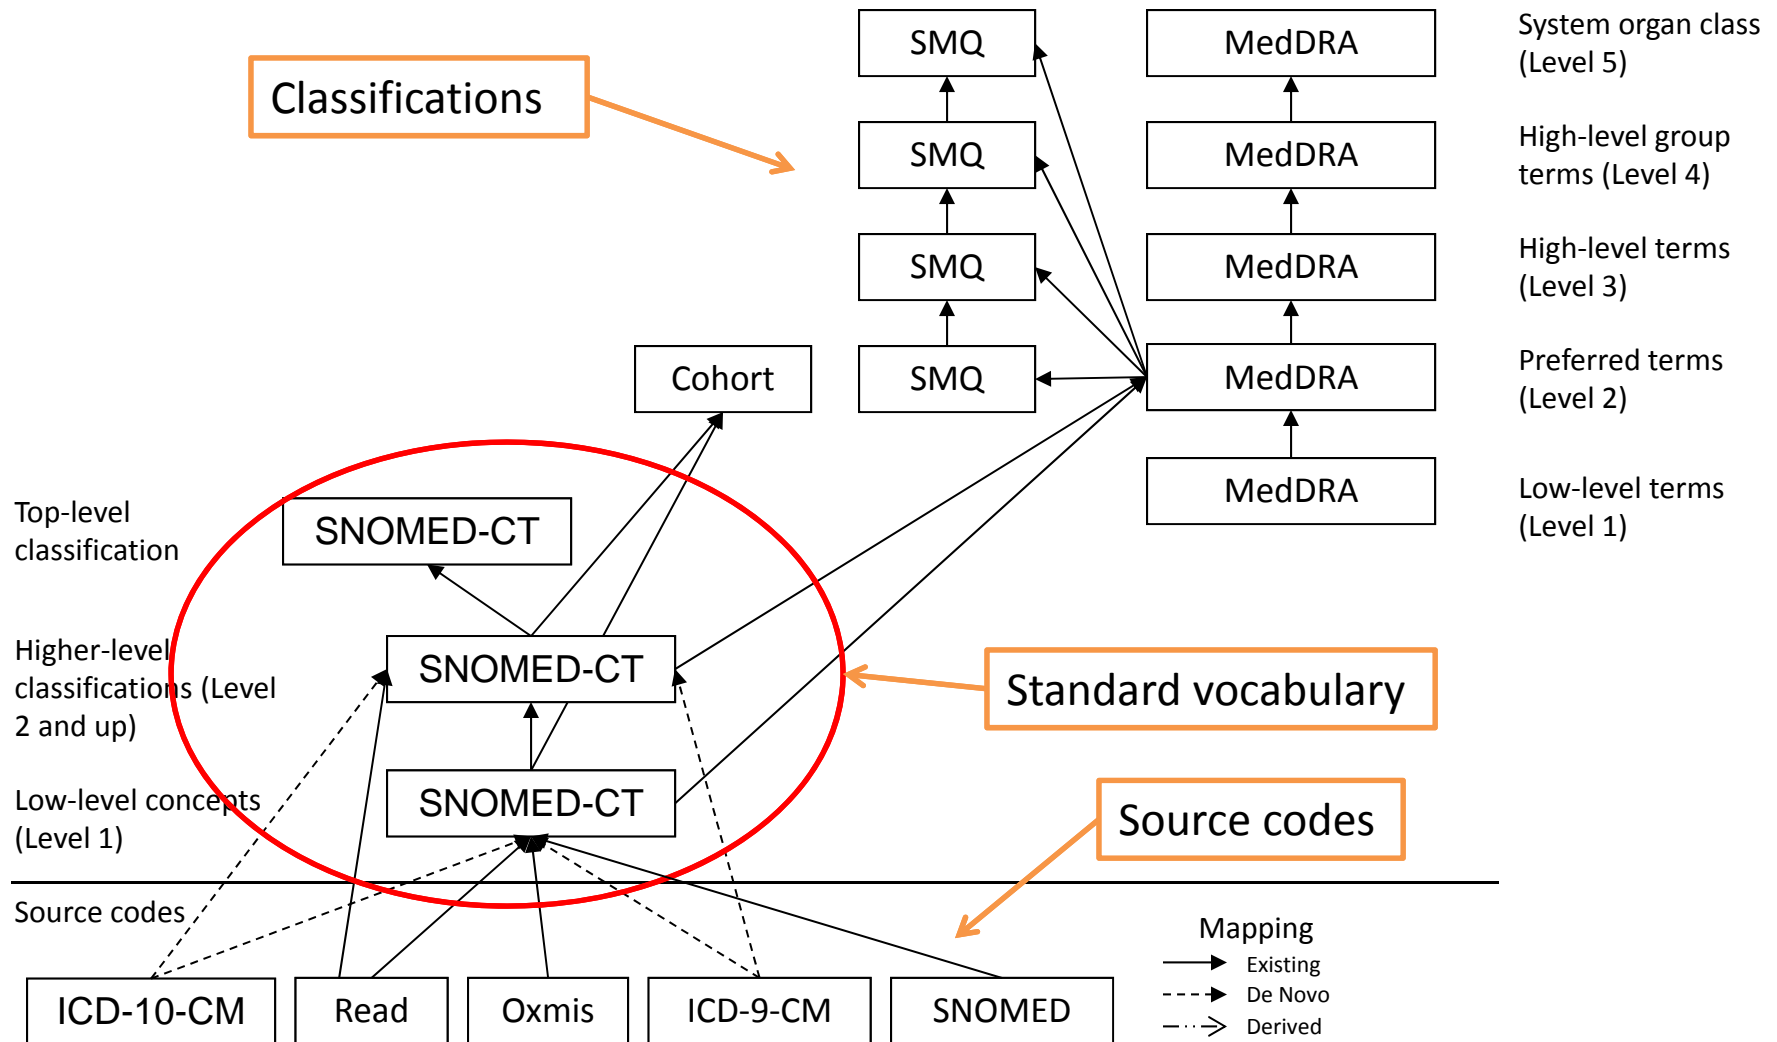 SMQ
MedDRA
System organ class
(Level 5)
Classifications
SMQ
MedDRA
High-level group
terms (Level 4)
SMQ
MedDRA
High-level terms
(Level 3)
Cohort
SMQ
MedDRA
Preferred terms
(Level 2)
MedDRA
Low-level terms
(Level 1)
Top-level
classification
SNOMED-CT
Higher-level
classifications (Level
2 and up)
SNOMED-CT
Standard vocabulary
Low-level concepts
(Level 1)
SNOMED-CT
Source codes
Source codes
Mapping
Existing
De Novo
Derived
ICD-10-CM
Read
Oxmis
ICD-9-CM
SNOMED